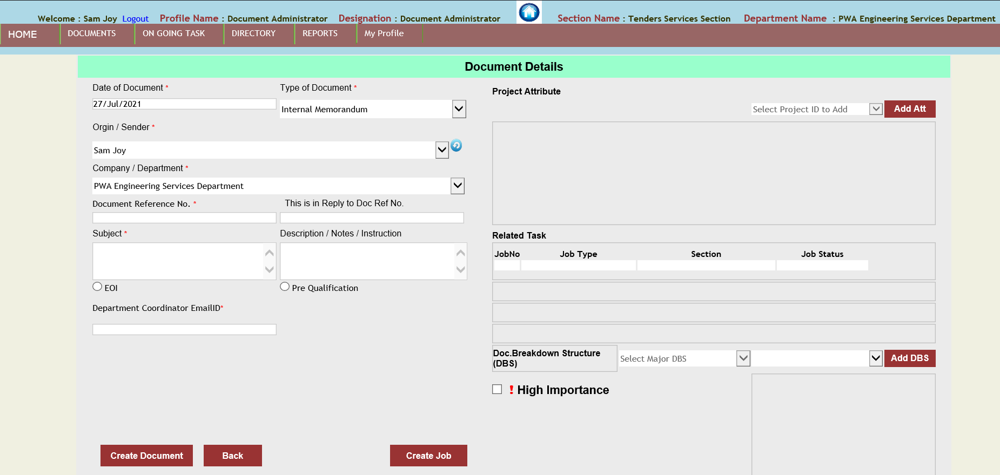 Welcome : Sam Joy Logout Profile Name : Document Administrator Designation : Document Administrator Section Name : Tenders Services Section Department Name : PWA Engineering Services Department
HOME DOCUMENTS ON GOING TASK DIRECTORY REPORTS My Profile
Document Details
Date of Document * Type of Document *
27/Jul/2021 Internal Memorandum
Orgin / Sender *
Sam Joy
Company / Department *
PWA Engineering Services Department
Document Reference No. * This is in Reply to Doc Ref No.
Subject * Description / Notes / Instruction
EOI Pre Qualification
Department Coordinator EmailID*
Create Document Back Create Job
Project Attribute
Select Project ID to Add Add Att
Related Task
JobNo Job Type Section Job Status
Doc.Breakdown Structure
(DBS)
Select Major DBS Add DBS
! High Importance